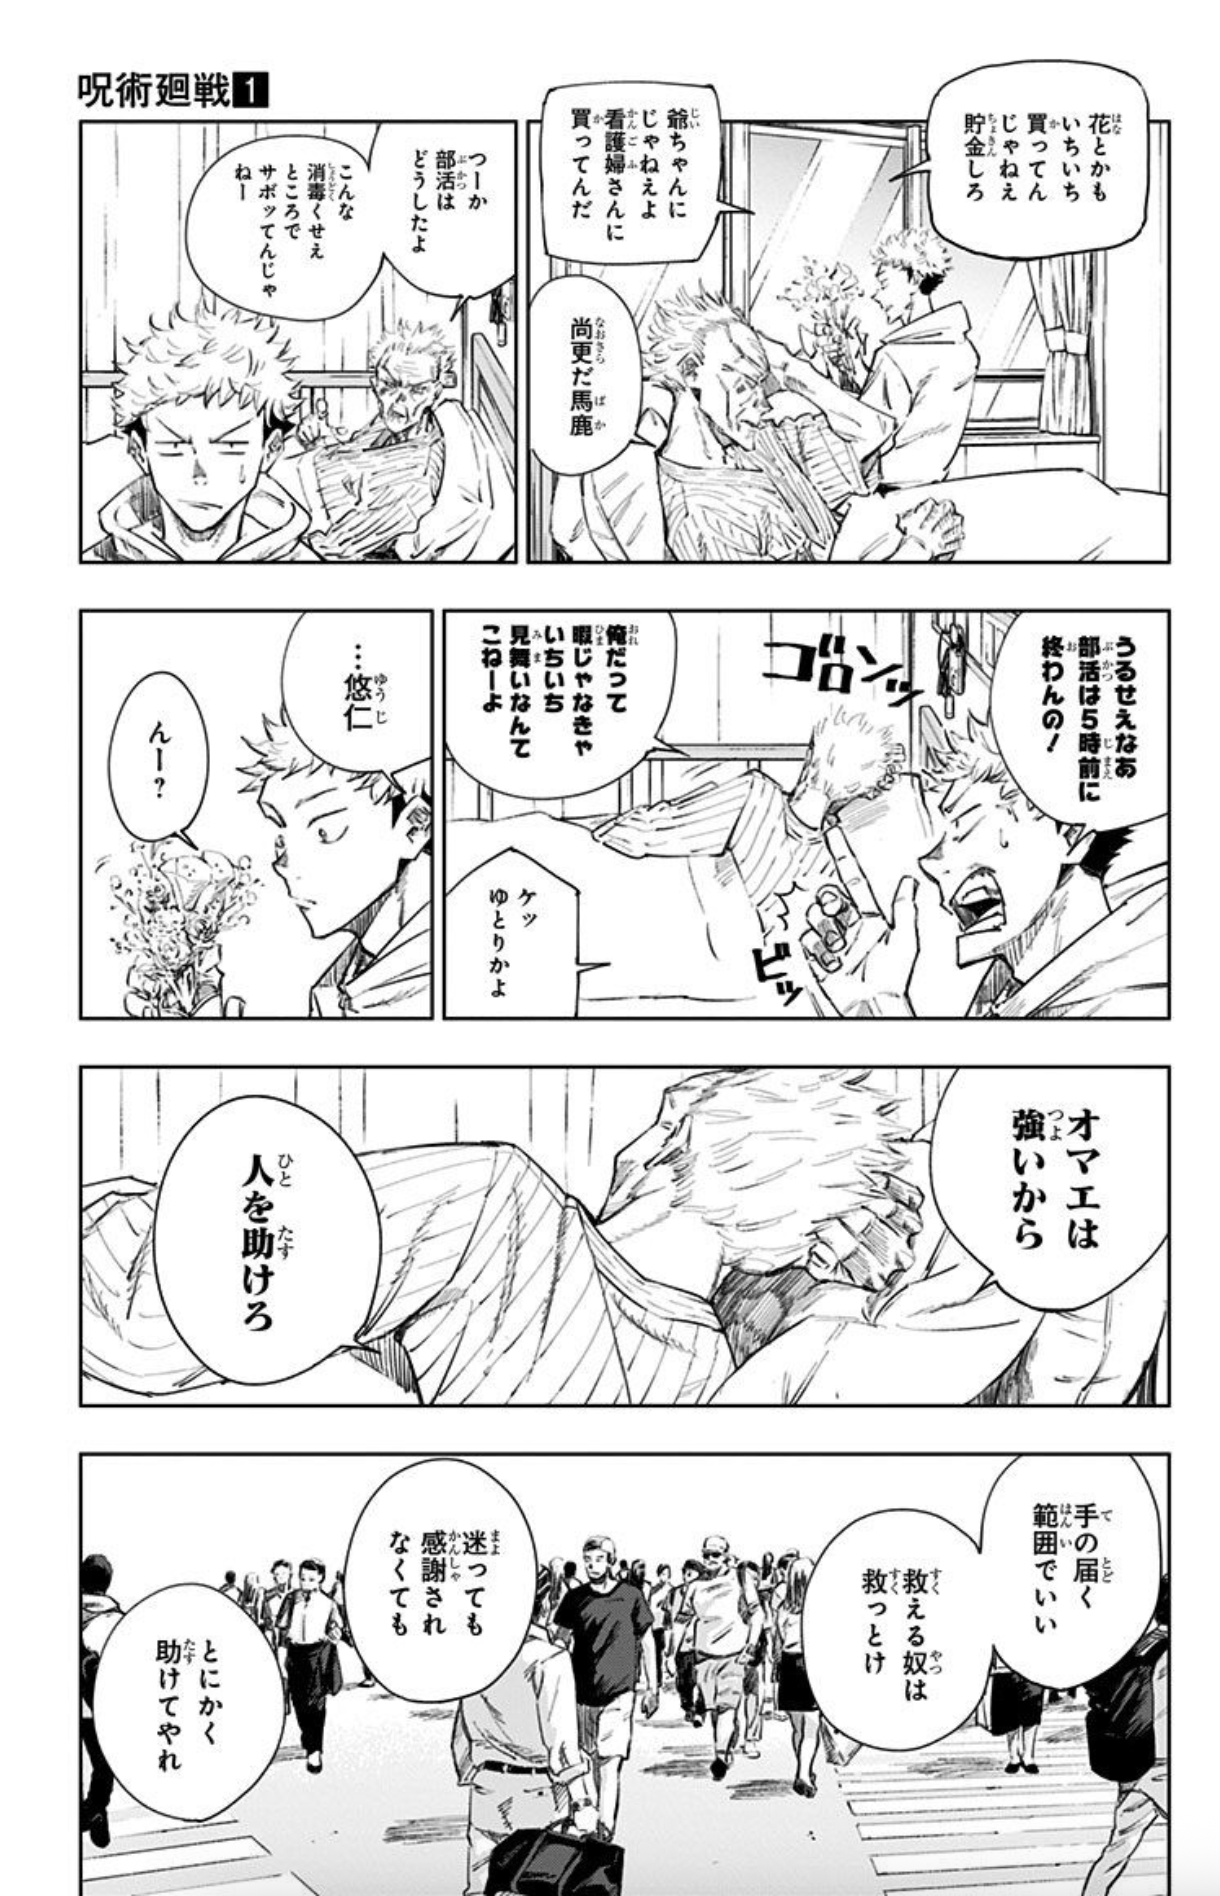 呪術廻戦1
花とかも
いちいち
買ってん
じゃねえ
貯金しろ
爺ちゃんに
じゃねえよ
看護婦さんに
買ってんだ
尚更だ馬鹿
つーか
部活は
どうしたよ
こんな
消毒くせえ
ところで
サボッてんじゃ
ねー
うるせえなあ
部活は5時前に
終わんの!
ゴロンッ
俺だって
暇じゃなきゃ
いちいち
見舞いなんて
こねーよ
ビッ
ケッ
ゆとりかよ
…悠仁
んー?
オマエは
強いから
人を助けろ
手の届く
範囲でいい
救える奴は
救っとけ
迷っても
感謝され
なくても
とにかく
助けてやれ